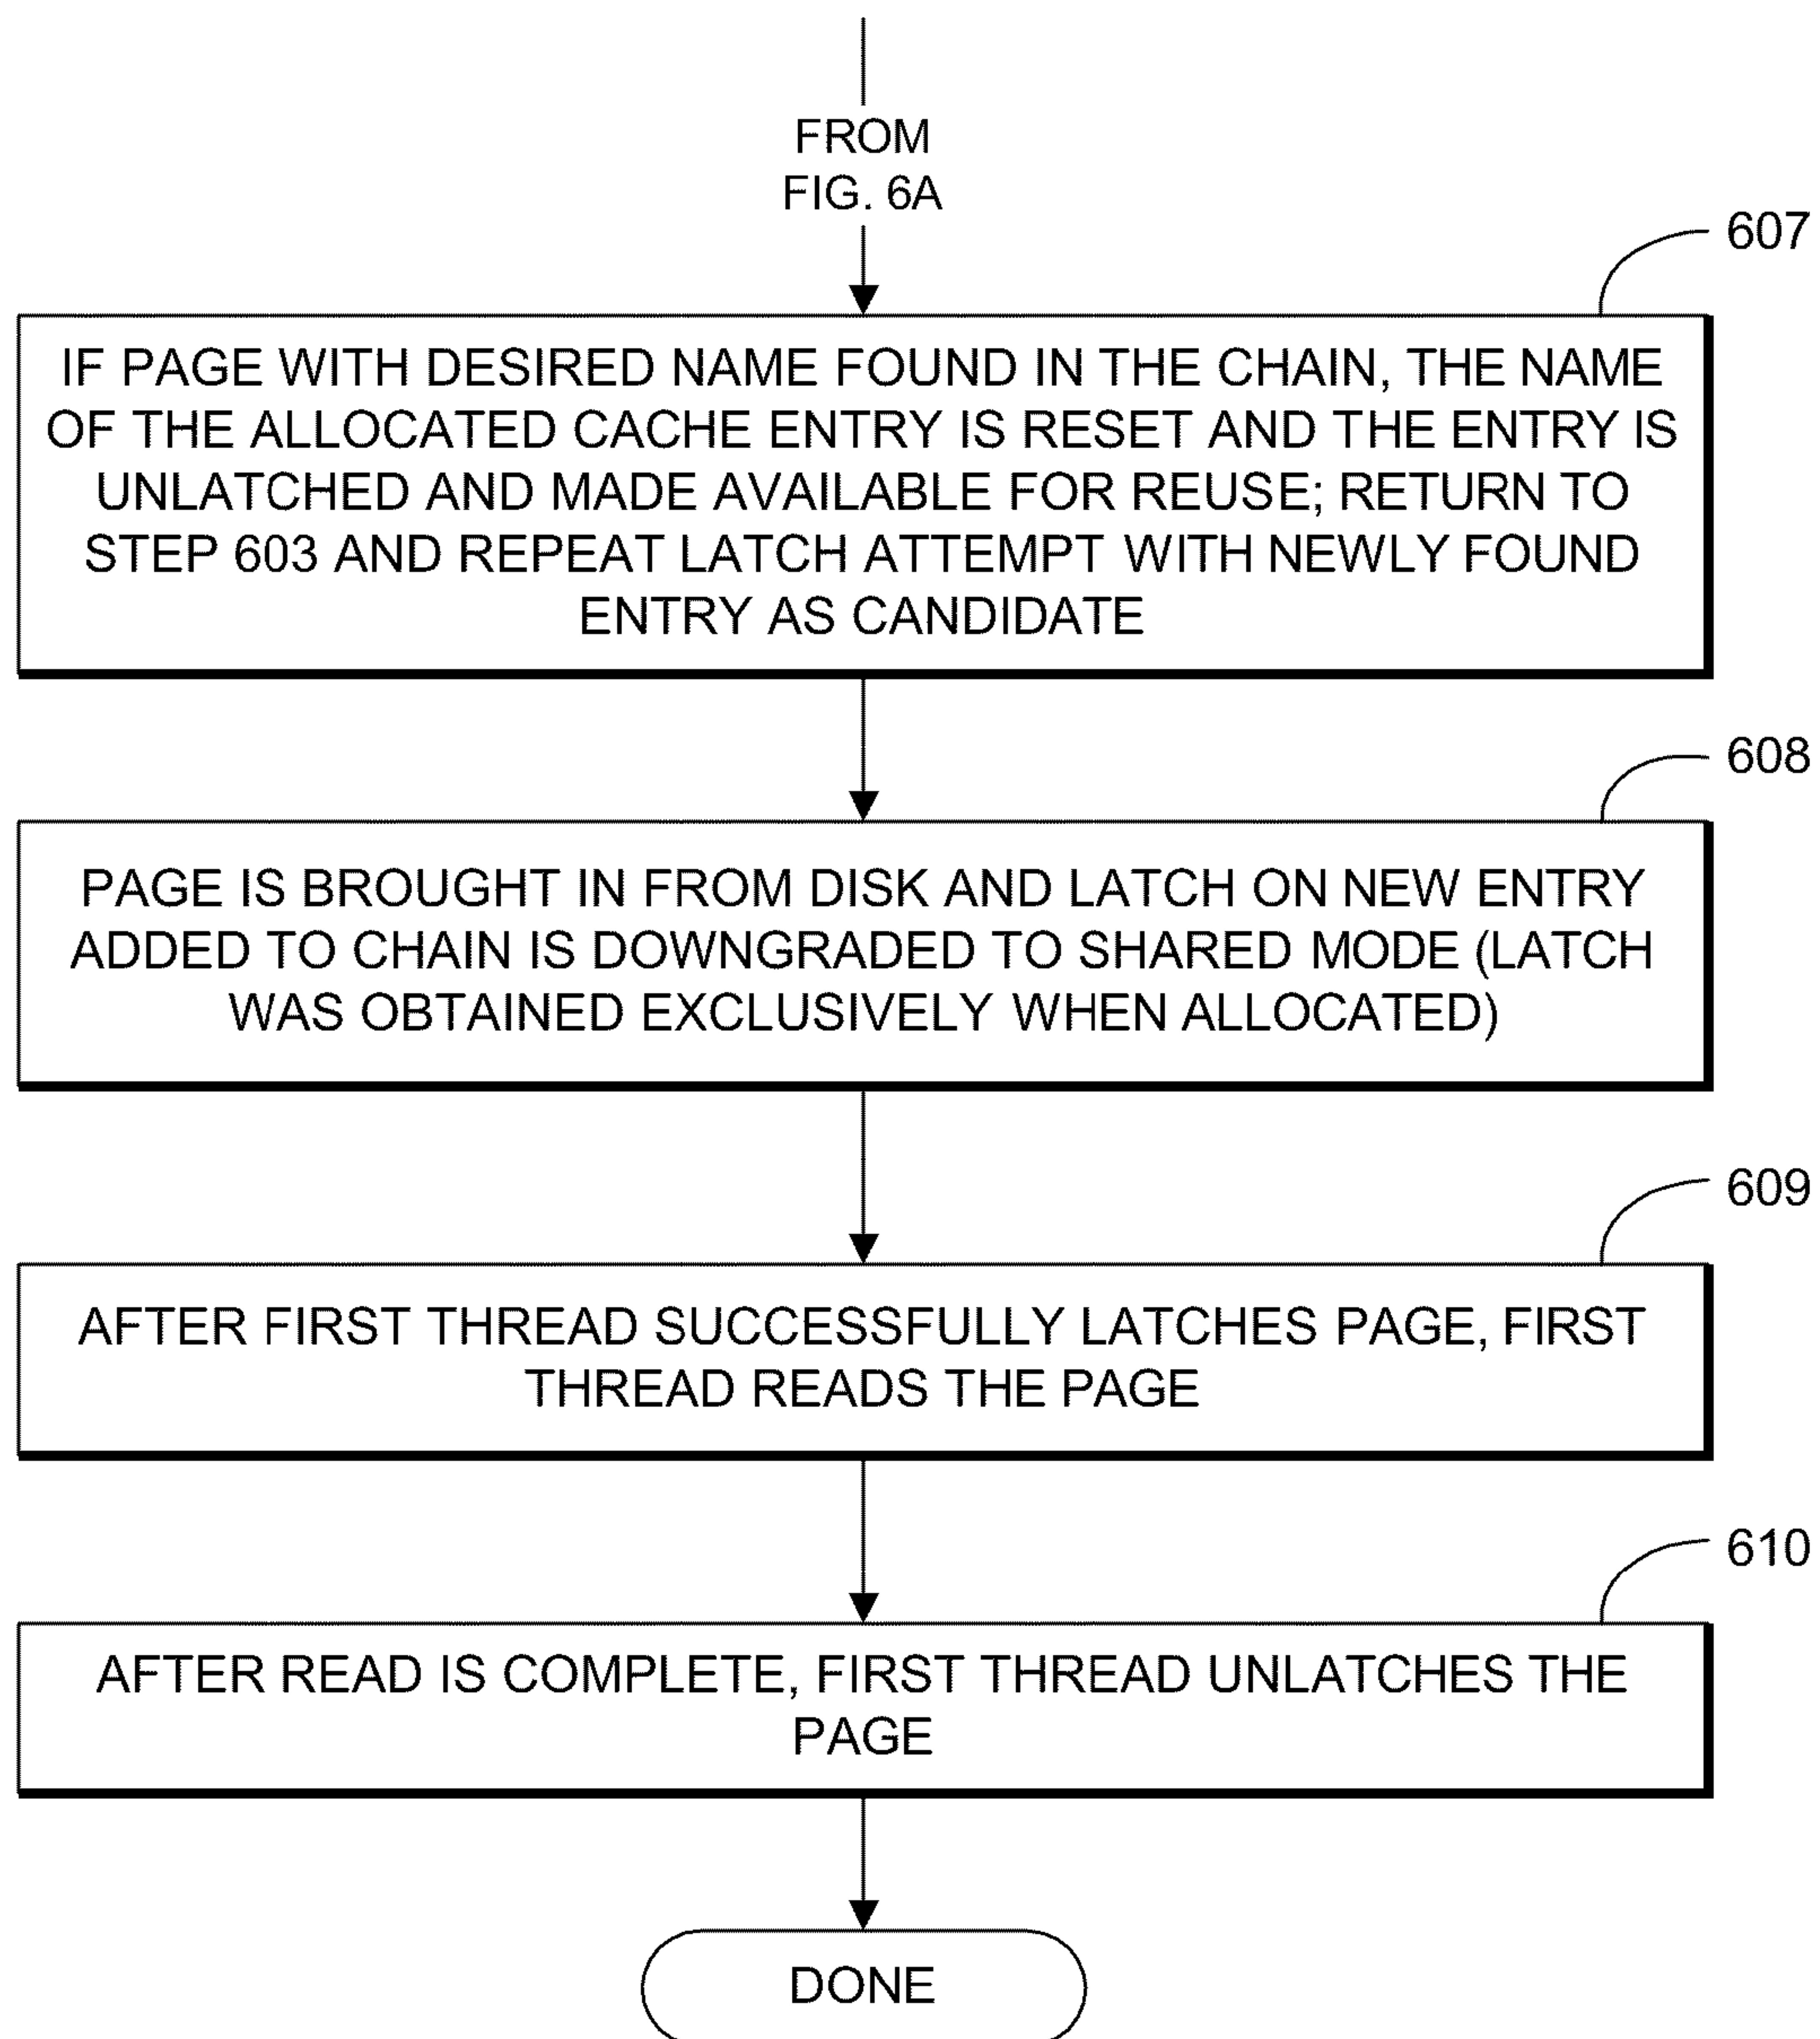 FROM
FIG. 6A
607
IF PAGE WITH DESIRED NAME FOUND IN THE CHAIN, THE NAME
OF THE ALLOCATED CACHE ENTRY IS RESET AND THE ENTRY IS
UNLATCHED AND MADE AVAILABLE FOR REUSE; RETURN TO
STEP 603 AND REPEAT LATCH ATTEMPT WITH NEWLY FOUND
ENTRY AS CANDIDATE
608
PAGE IS BROUGHT IN FROM DISK AND LATCH ON NEW ENTRY
ADDED TO CHAIN IS DOWNGRADED TO SHARED MODE (LATCH
WAS OBTAINED EXCLUSIVELY WHEN ALLOCATED)
609
AFTER FIRST THREAD SUCCESSFULLY LATCHES PAGE, FIRST
THREAD READS THE PAGE
610
AFTER READ IS COMPLETE, FIRST THREAD UNLATCHES THE
PAGE
DONE